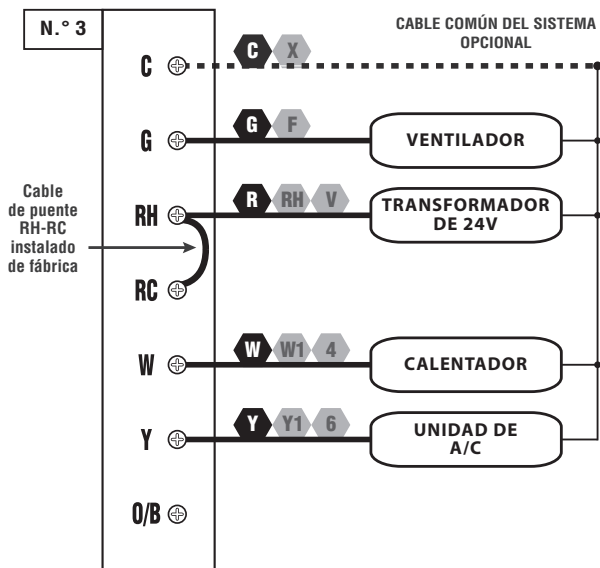 N.° 3
CABLE COMÚN DEL SISTEMA
OPCIONAL
C
C X
G
G F
VENTILADOR
Cable
de puente
RH-RC
instalado
de fábrica
RH
R RH V
TRANSFORMADOR
DE 24V
RC
W
W W1 4
CALENTADOR
Y
Y Y1 6
UNIDAD DE
A/C
O/B